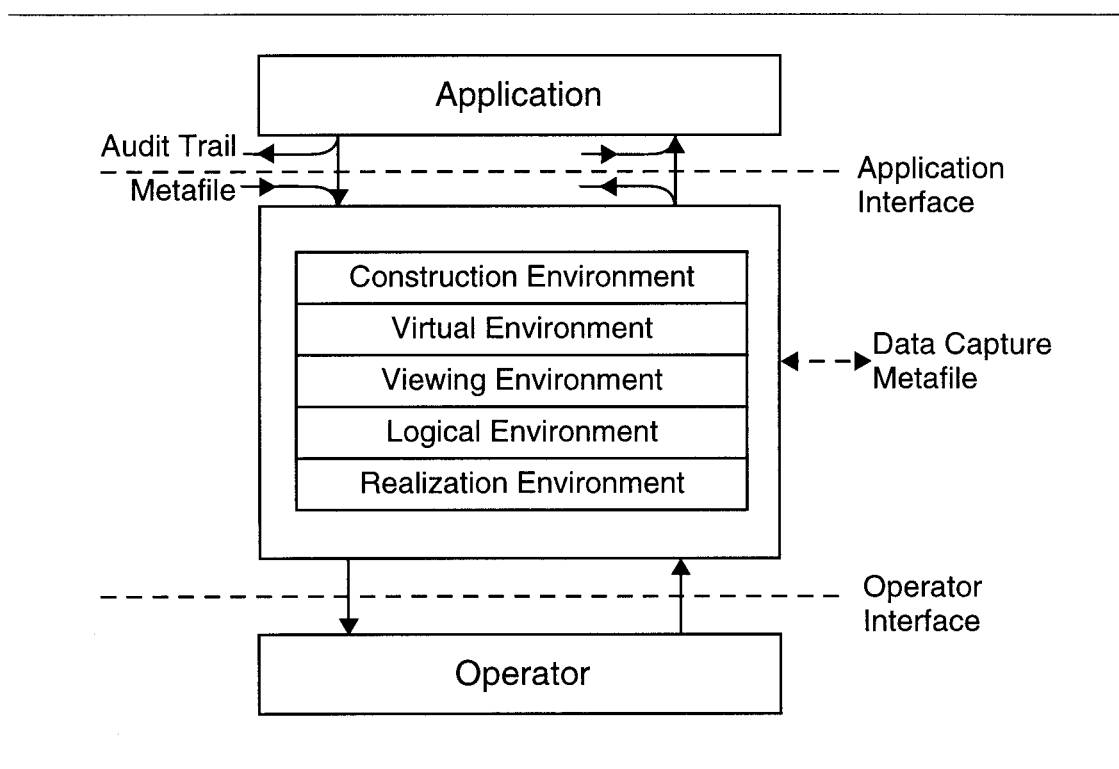 Application
Audit Trail
Metafile
Application
Interface
Construction Environment
Virtual Environment
Viewing Environment
Logical Environment
Realization Environment
Data Capture
Metafile
Operator
Interface
Operator